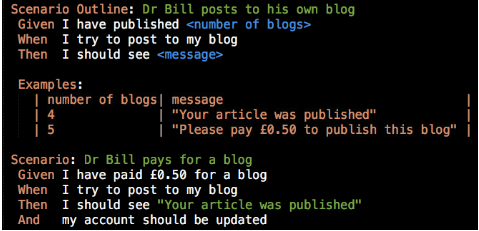 Scenario Outline: Dr Bill posts to his own blog
Given I have published <number of blogs>
When I try to post to my blog
Then I should see <message>
Examples:
| number of blogs| message |
| 4 | "Your article was published" |
| 5 | "Please pay £0.50 to publish this blog" |
Scenario: Dr Bill pays for a blog
Given I have paid £0.50 for a blog
When I try to post to my blog
Then I should see "Your article was published"
And my account should be updated